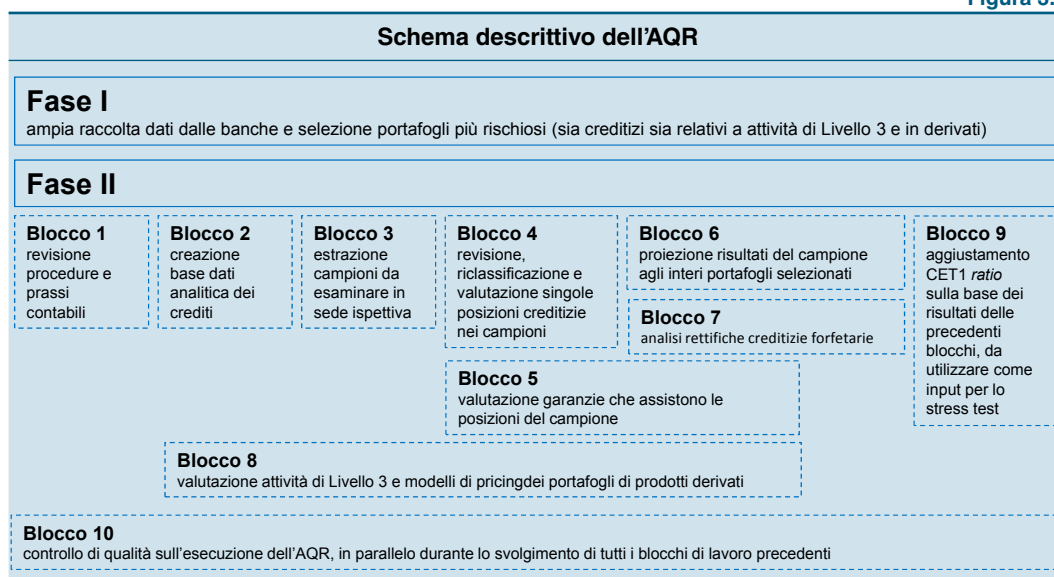 Figura 3.
Schema descrittivo dell'AQR
Fase I
ampia raccolta dati dalle banche e selezione portafogli più rischiosi (sia creditizi sia relativi a attività di Livello 3 e in derivati)
Fase II
Blocco 1
revisione
procedure e
prassi
contabili
Blocco 2
creazione
base dati
analitica dei
crediti
Blocco 3
estrazione
campioni da
esaminare in
sede ispettiva
Blocco 4
revisione,
riclassificazione e
valutazione singole
posizioni creditizie
nei campioni
Blocco 6
proiezione risultati del campione
agli interi portafogli selezionati
Blocco 7
analisi rettifiche creditizie forfetarie
Blocco 9
aggiustamento
CET1 ratio
sulla base dei
risultati delle
precedenti
blocchi, da
utilizzare come
input per lo
stress test
Blocco 5
valutazione garanzie che assistono le
posizioni del campione
Blocco 8
valutazione attività di Livello 3 e modelli di pricingdei portafogli di prodotti derivati
Blocco 10
controllo di qualità sull'esecuzione dell'AQR, in parallelo durante lo svolgimento di tutti i blocchi di lavoro precedenti